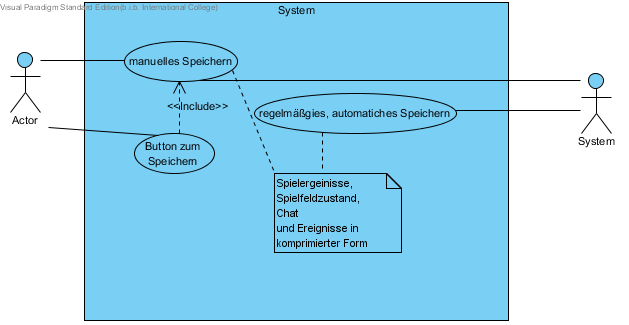 Visual Paradigm Standard Edition(b.i.b. International College)
System
manuelles Speichern
Actor
<<Include>>
regelmäßgies, automatiches Speichern
System
Button zum
Speichern
Spielergeinisse,
Spielfeldzustand,
Chat
und Ereignisse in
komprimierter Form